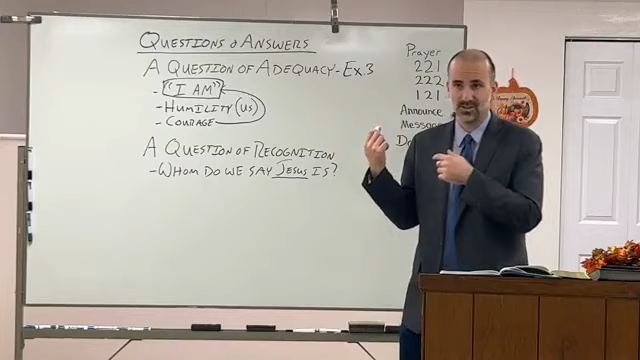 QUESTIONS & ANSWERS
A QUESTION OF ADEQUACY - EX. 3
- "I AM"
- HUMILITY (US)
- COURAGE
A QUESTION OF RECOGNITION
- WHOM DO WE SAY JESUS IS?
Prayer
221
222
121
Announce
Message